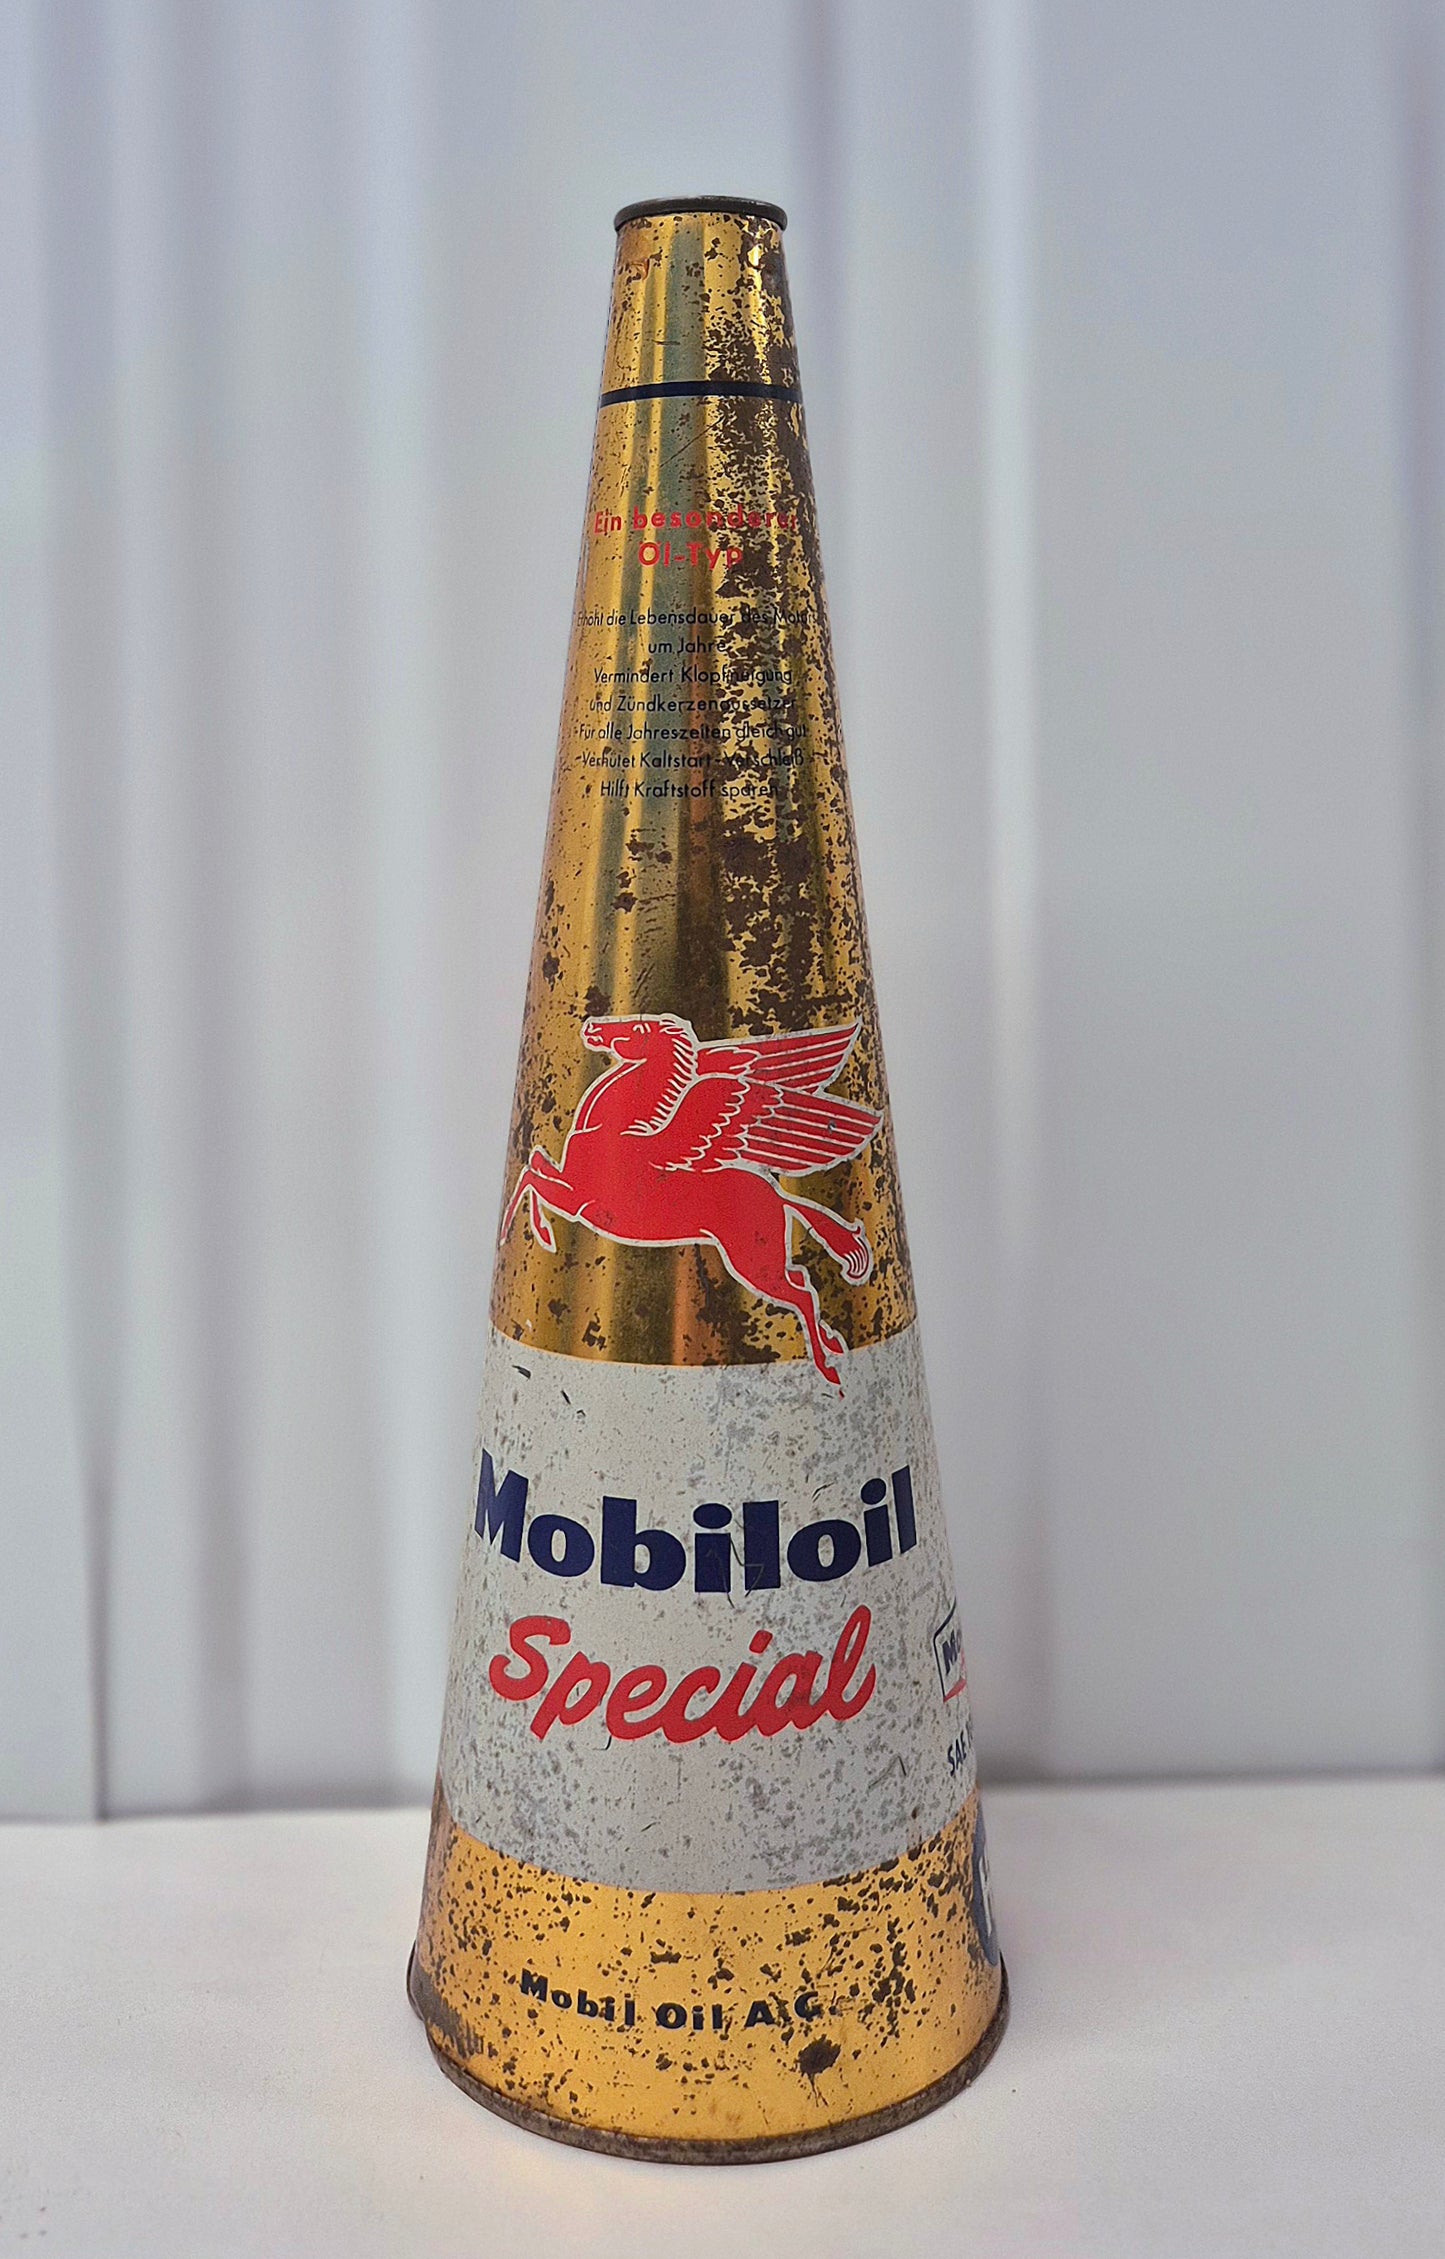 Ein besonderer
Öl-Typ
Erhöht die Lebensdauer des Motors
um Jahre
Vermindert Klopfneigung
und Zündkerzenaussetzer
Für alle Jahreszeiten gleich gut
Verhütet Kaltstart-Verschleiß
Hilft Kraftstoff sparen
Mobiloil
Special
SAE
Mobil Oil A.G.